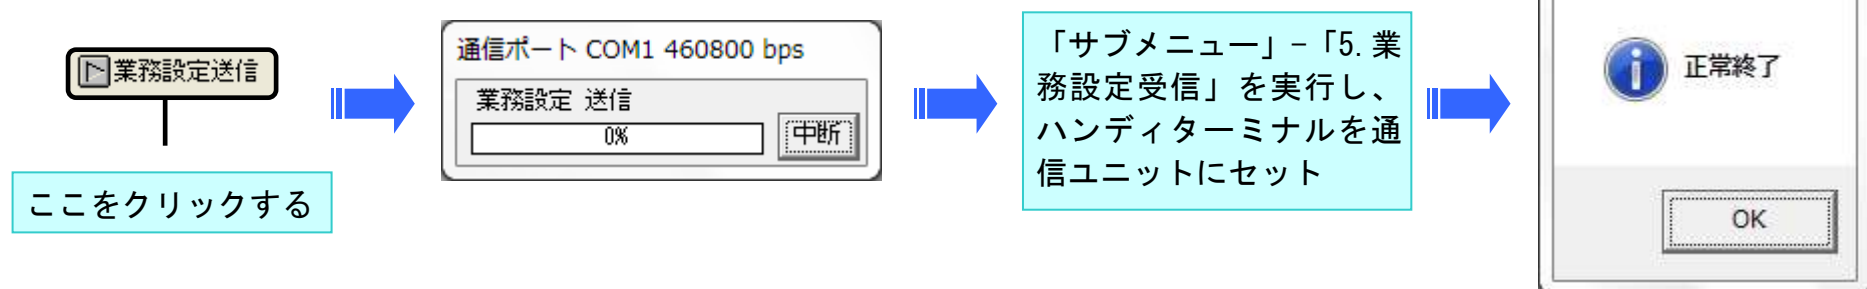 業務設定送信
ここをクリックする
通信ポート COM1 460800 bps
業務設定 送信
0%
中断
「サブメニュー」-「5.業
務設定受信」を実行し、
ハンディターミナルを通
信ユニットにセット
正常終了
OK